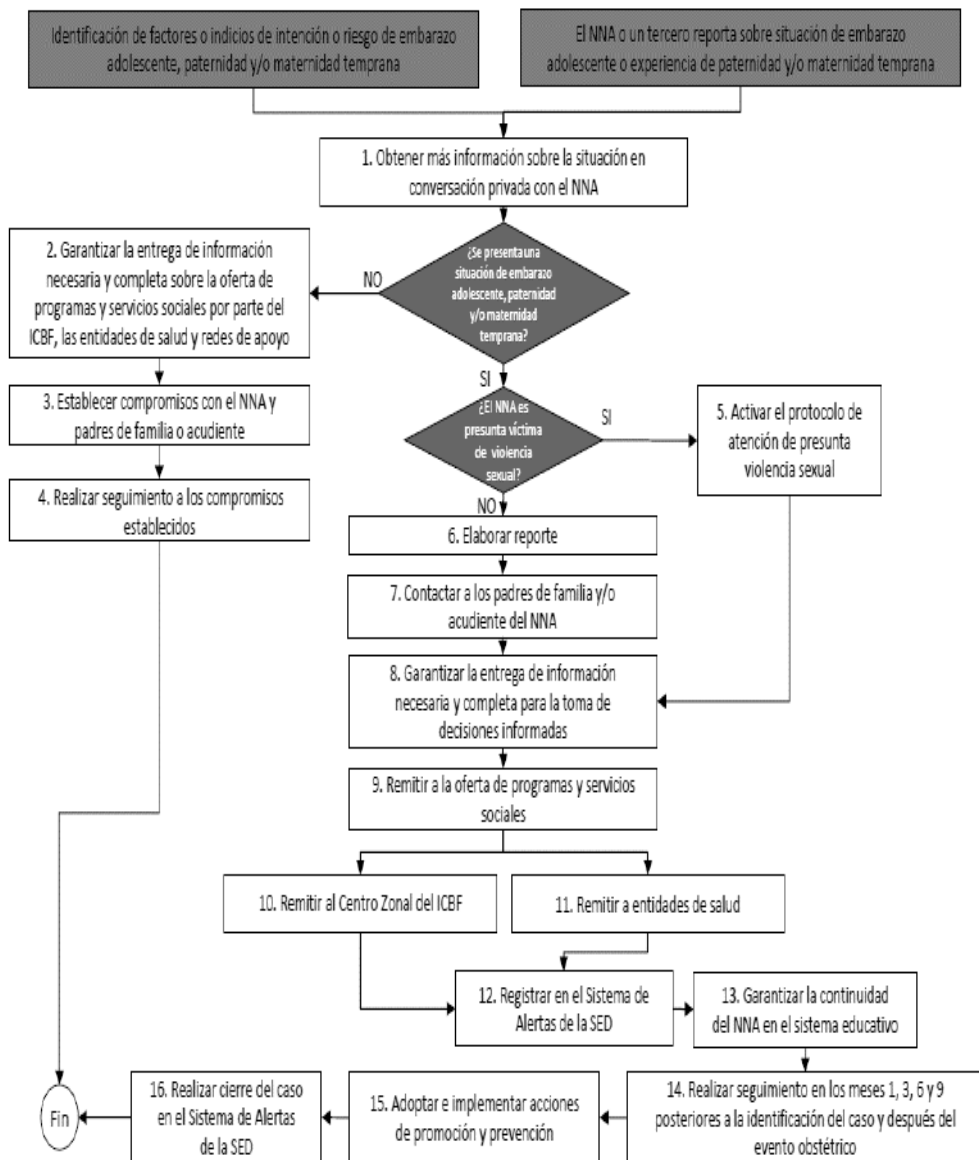 Identificación de factores o indicios de intención o riesgo de embarazo
adolescente, paternidad y/o maternidad temprana
El NNA o un tercero reporta sobre situación de embarazo
adolescente o experiencia de paternidad y/o maternidad temprana
1. Obtener más información sobre la situación en
conversación privada con el NNA
¿Se presenta una
situación de embarazo
adolescente, paternidad
y/o maternidad
temprana?
NO
2. Garantizar la entrega de información
necesaria y completa sobre la oferta de
programas y servicios sociales por parte del
ICBF, las entidades de salud y redes de apoyo
3. Establecer compromisos con el NNA y
padres de familia o acudiente
4. Realizar seguimiento a los compromisos
establecidos
SI
¿El NNA es
presunta víctima
de violencia
sexual?
SI
5. Activar el protocolo de
atención de presunta
violencia sexual
NO
6. Elaborar reporte
7. Contactar a los padres de familia y/o
acudiente del NNA
8. Garantizar la entrega de información
necesaria y completa para la toma de
decisiones informadas
9. Remitir a la oferta de programas y servicios
sociales
10. Remitir al Centro Zonal del ICBF
11. Remitir a entidades de salud
12. Registrar en el Sistema de
Alertas de la SED
13. Garantizar la continuidad
del NNA en el sistema educativo
14. Realizar seguimiento en los meses 1, 3, 6 y 9
posteriores a la identificación del caso y después del
evento obstétrico
15. Adoptar e implementar acciones
de promoción y prevención
16. Realizar cierre del caso
en el Sistema de Alertas
de la SED
Fin